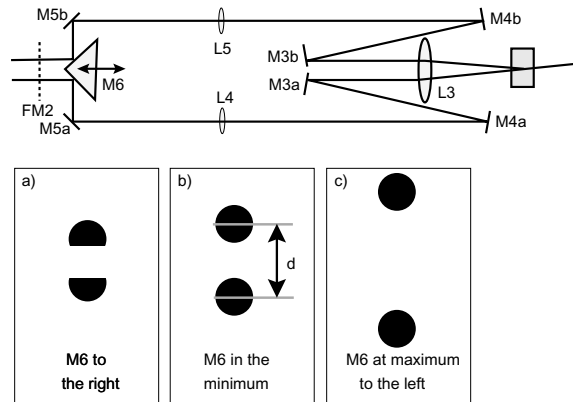 M5b
M4b
L5
M3b
M6
M3a
L3
FM2
L4
M5a
M4a
a)
b)
c)
d
M6 to
the right
M6 in the
minimum
M6 at maximum
to the left